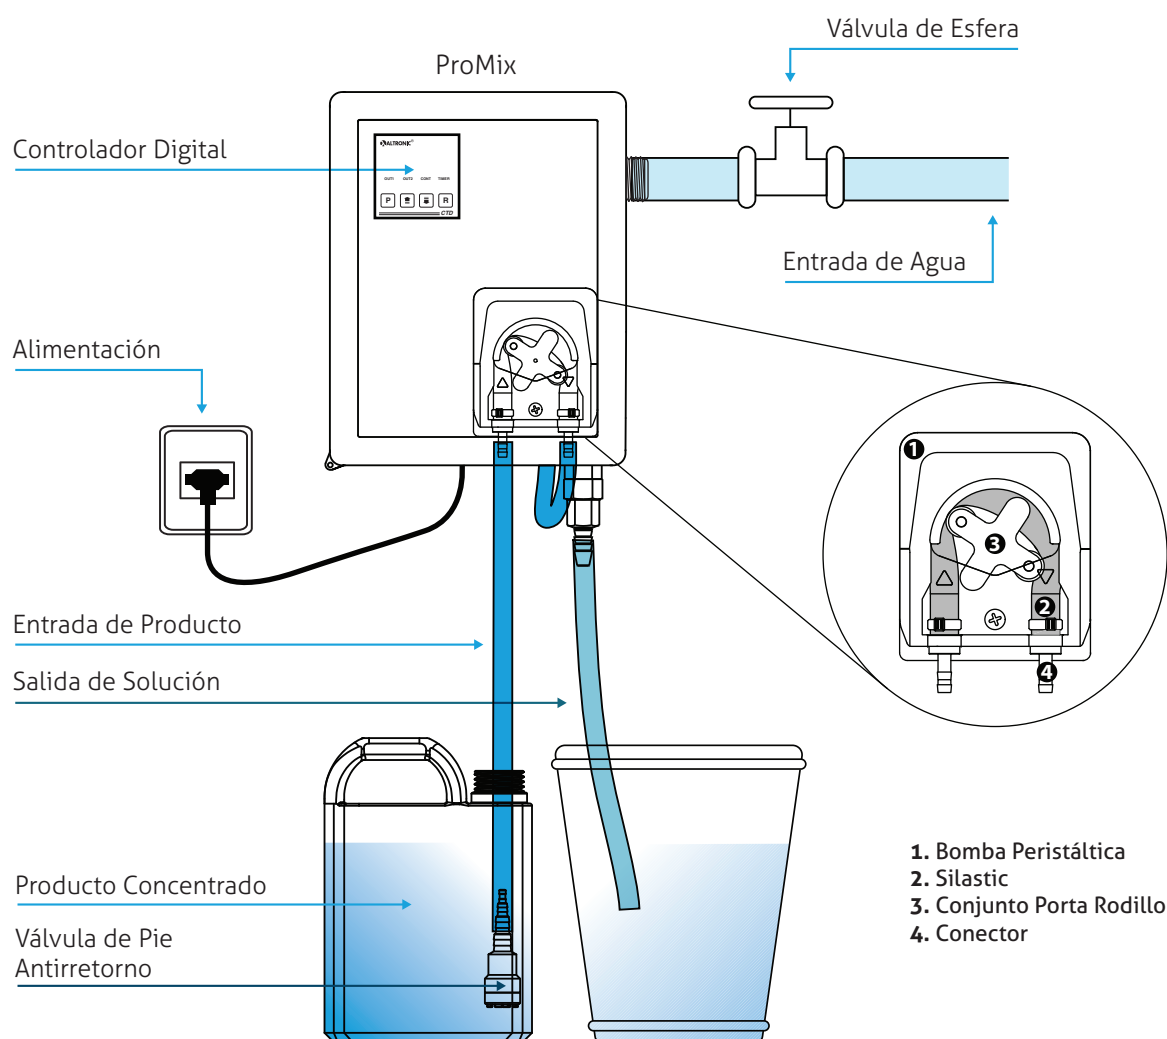 Válvula de Esfera
ProMix
Controlador Digital
ALTRONIC
OUT1 OUT2 CONT TIMER
P R
CTD
Entrada de Agua
Alimentación
1
3
2
4
Entrada de Producto
Salida de Solución
Producto Concentrado
Válvula de Pie
Antirretorno
1. Bomba Peristáltica
2. Silastic
3. Conjunto Porta Rodillo
4. Conector